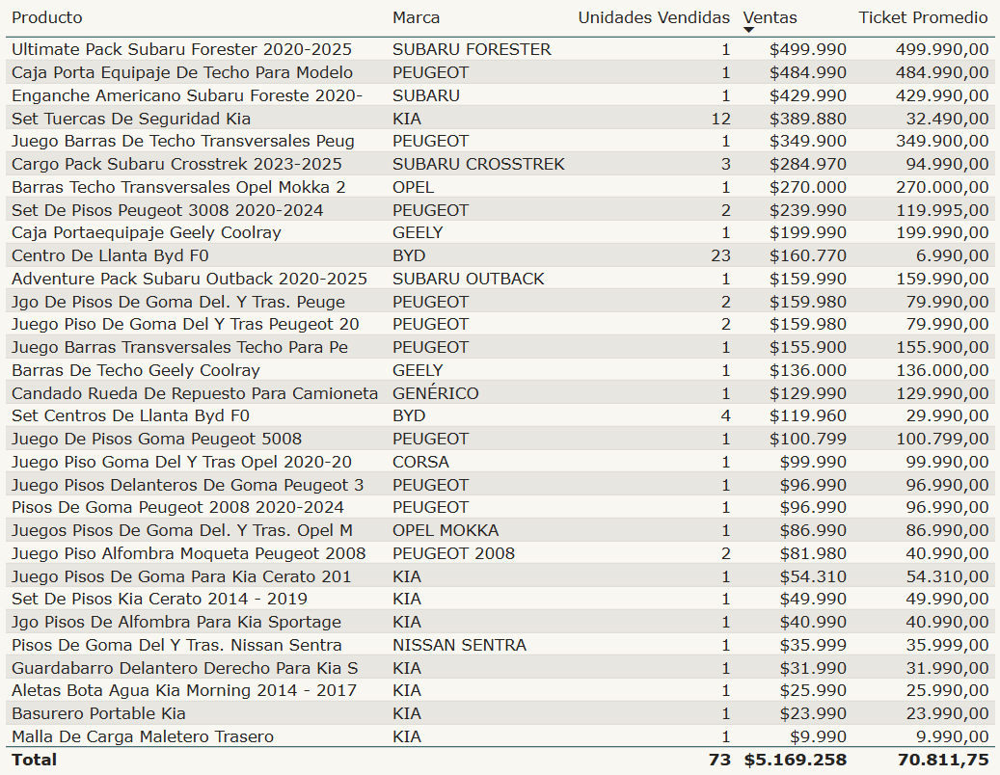 Producto Marca Unidades Vendidas Ventas Ticket Promedio
Ultimate Pack Subaru Forester 2020-2025 SUBARU FORESTER 1 $499.990 499.990,00
Caja Porta Equipaje De Techo Para Modelo PEUGEOT 1 $484.990 484.990,00
Enganche Americano Subaru Foreste 2020- SUBARU 1 $429.990 429.990,00
Set Tuercas De Seguridad Kia KIA 12 $389.880 32.490,00
Juego Barras De Techo Transversales Peug PEUGEOT 1 $349.900 349.900,00
Cargo Pack Subaru Crosstrek 2023-2025 SUBARU CROSSTREK 3 $284.970 94.990,00
Barras Techo Transversales Opel Mokka 2 OPEL 1 $270.000 270.000,00
Set De Pisos Peugeot 3008 2020-2024 PEUGEOT 2 $239.990 119.995,00
Caja Portaequipaje Geely Coolray GEELY 1 $199.990 199.990,00
Centro De Llanta Byd F0 BYD 23 $160.770 6.990,00
Adventure Pack Subaru Outback 2020-2025 SUBARU OUTBACK 1 $159.990 159.990,00
Jgo De Pisos De Goma Del. Y Tras. Peuge PEUGEOT 2 $159.980 79.990,00
Juego Piso De Goma Del Y Tras Peugeot 20 PEUGEOT 2 $159.980 79.990,00
Juego Barras Transversales Techo Para Pe PEUGEOT 1 $155.900 155.900,00
Barras De Techo Geely Coolray GEELY 1 $136.000 136.000,00
Candado Rueda De Repuesto Para Camioneta GENÉRICO 1 $129.990 129.990,00
Set Centros De Llanta Byd F0 BYD 4 $119.960 29.990,00
Juego De Pisos Goma Peugeot 5008 PEUGEOT 1 $100.799 100.799,00
Juego Piso Goma Del Y Tras Opel 2020-20 CORSA 1 $99.990 99.990,00
Juego Pisos Delanteros De Goma Peugeot 3 PEUGEOT 1 $96.990 96.990,00
Pisos De Goma Peugeot 2008 2020-2024 PEUGEOT 1 $96.990 96.990,00
Juegos Pisos De Goma Del. Y Tras. Opel M OPEL MOKKA 1 $86.990 86.990,00
Juego Piso Alfombra Moqueta Peugeot 2008 PEUGEOT 2008 2 $81.980 40.990,00
Juego Pisos De Goma Para Kia Cerato 201 KIA 1 $54.310 54.310,00
Set De Pisos Kia Cerato 2014 - 2019 KIA 1 $49.990 49.990,00
Jgo Pisos De Alfombra Para Kia Sportage KIA 1 $40.990 40.990,00
Pisos De Goma Del Y Tras. Nissan Sentra NISSAN SENTRA 1 $35.999 35.999,00
Guardabarro Delantero Derecho Para Kia S KIA 1 $31.990 31.990,00
Aletas Bota Agua Kia Morning 2014 - 2017 KIA 1 $25.990 25.990,00
Basurero Portable Kia KIA 1 $23.990 23.990,00
Malla De Carga Maletero Trasero KIA 1 $9.990 9.990,00
Total 73 $5.169.258 70.811,75